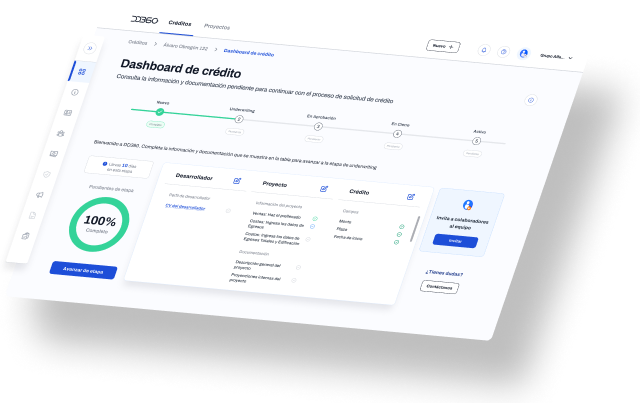 DD360 Créditos Proyectos
Nuevo +
Grupo Alfa..
Créditos > Álvaro Obregón 122 > Dashboard de crédito
Dashboard de crédito
Consulta la información y documentación pendiente para continuar con el proceso de solicitud de crédito
Nuevo
Underwriting
En Aprobación
En Cierre
Activo
2
3
4
5
Bienvenido a DD360. Completa la información y documentación que se muestra en la tabla para avanzar a la etapa de underwriting
Llevas 10 días
en esta etapa
Pendientes de etapa
100%
Completo
Avanzar de etapa
Desarrollador
Perfil de desarrollador
CV del desarrollador
Proyecto
Información del proyecto
Ventas: Haz el prellenado
Costos: Ingresa los datos de
Egresos
Costos: Ingresa los datos de
Egresos Totales y Edificación
Documentación
Descripción general del
proyecto
Proyecciones internas del
proyecto
Crédito
Monto
Plazo
Fecha de cierre
Invita a colaboradores
al equipo
Invitar
¿Tienes dudas?
Contáctanos